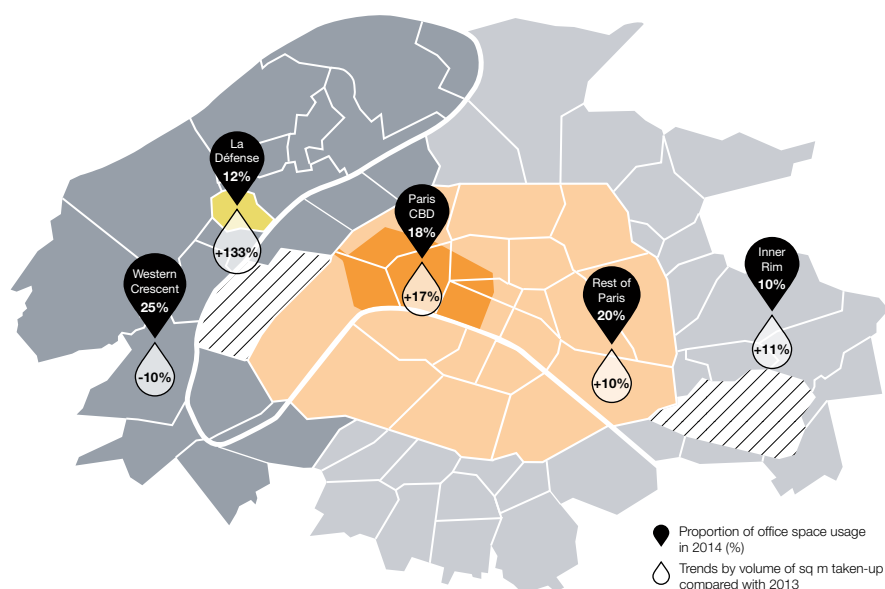 La
Défense
12%
+133%
Paris
CBD
18%
+17%
Western
Crescent
25%
-10%
Rest of
Paris
20%
+10%
Inner
Rim
10%
+11%
Proportion of office space usage
in 2014 (%)
Trends by volume of sq m taken-up
compared with 2013